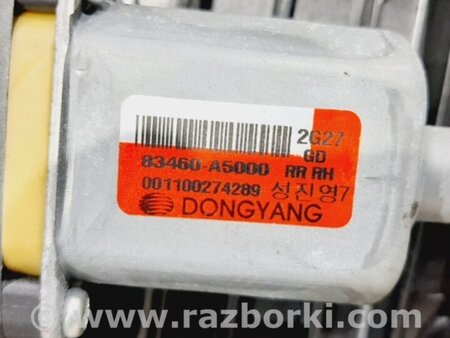 2G27
GD
83460-A5000 RR RH
001100274289 성진영7
DONGYANG
© www.razborki.com